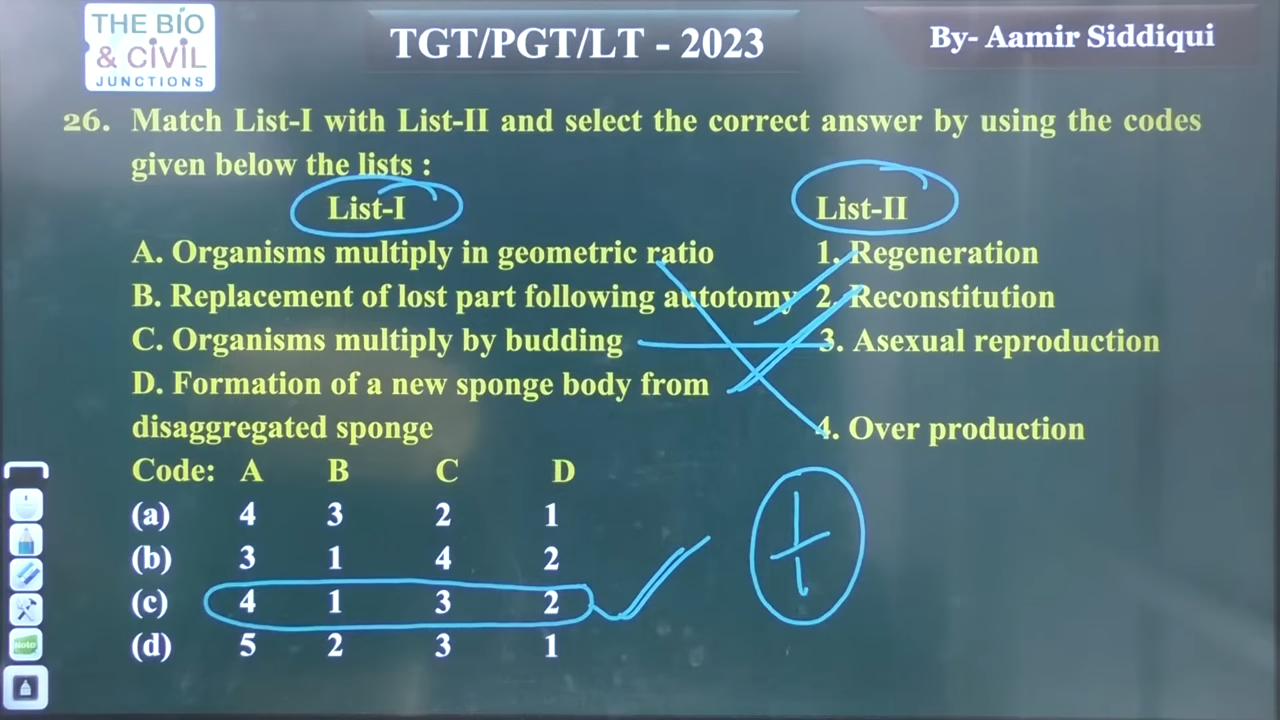 THE BIO
& CIVIL
JUNCTIONS
TGT/PGT/LT - 2023
By- Aamir Siddiqui
26. Match List-I with List-II and select the correct answer by using the codes
given below the lists :
List-I List-II
A. Organisms multiply in geometric ratio 1. Regeneration
B. Replacement of lost part following autotomy 2. Reconstitution
C. Organisms multiply by budding 3. Asexual reproduction
D. Formation of a new sponge body from
disaggregated sponge 4. Over production
Code: A B C D
(a) 4 3 2 1
(b) 3 1 4 2
(c) 4 1 3 2
(d) 5 2 3 1
Note